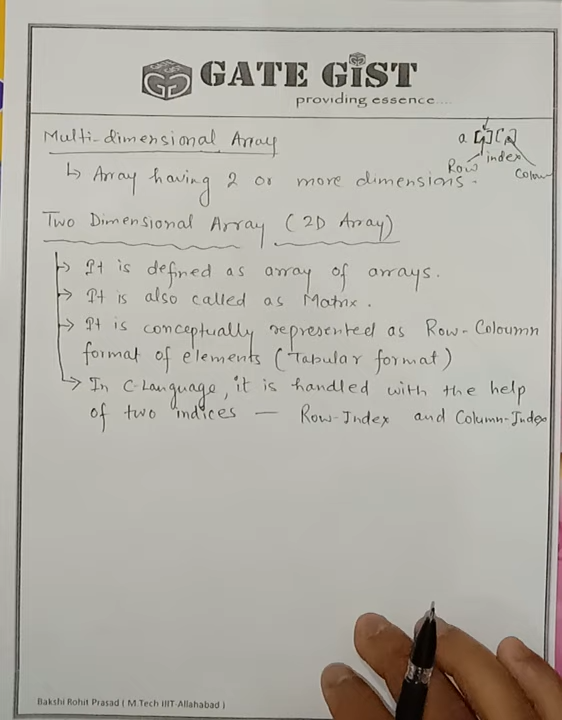 GATE GiST
providing essence....
Multi-dimensional Array
a [ ] [ ]
Row index Colou
↳ Array having 2 or more dimensions.
Two Dimensional Array (2D Array)
→ It is defined as array of arrays.
→ It is also called as Matrix.
→ It is conceptually represented as Row-Coloumn
format of elements (Tabular format)
→ In C-Language, it is handled with the help
of two indices — Row-Index and Column-Index
Bakshi Rohit Prasad ( M.Tech IIIT-Allahabad )